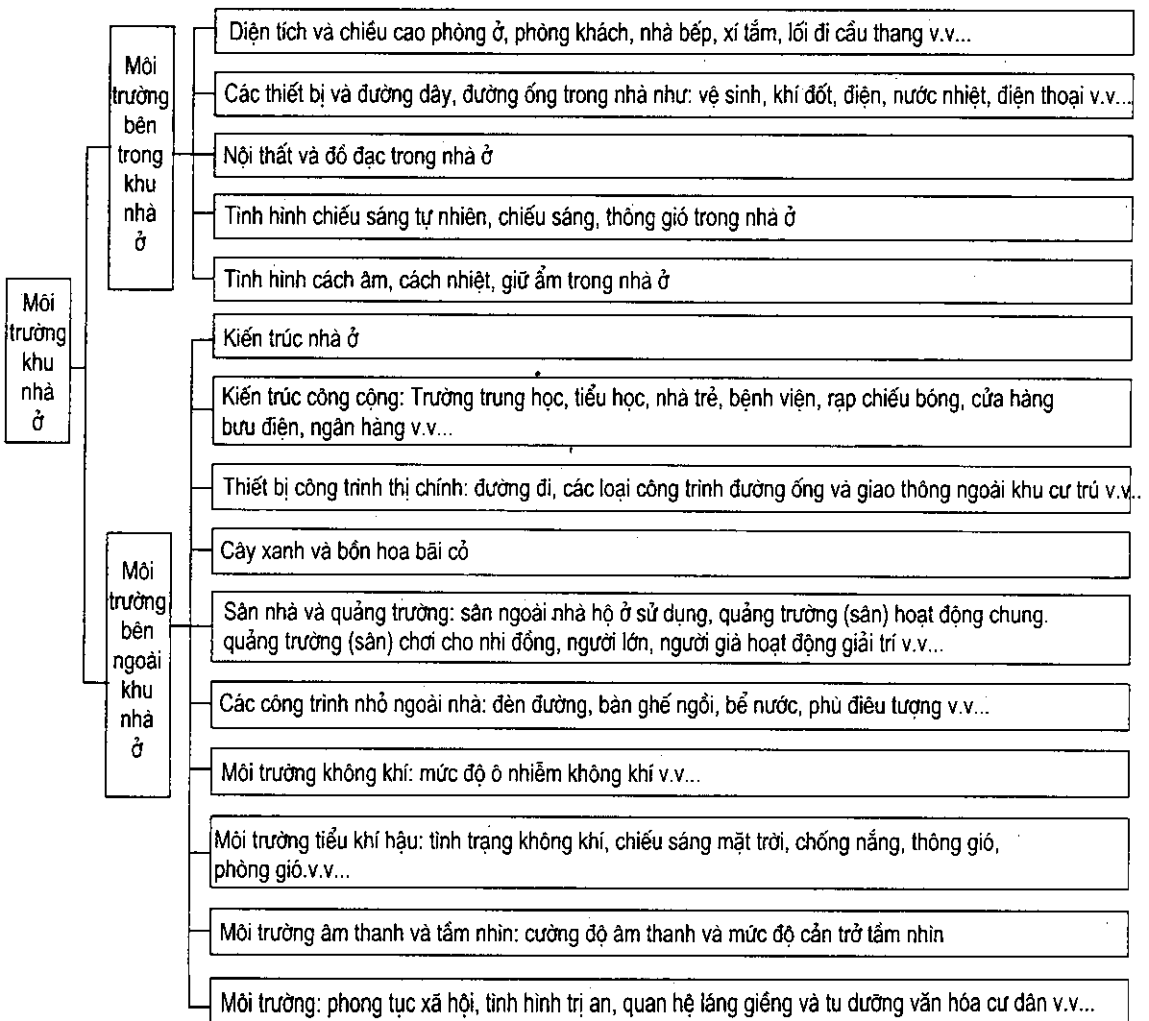 Môi
trường
khu
nhà
ở
Môi
trường
bên
trong
khu
nhà
ở
Diện tích và chiều cao phòng ở, phòng khách, nhà bếp, xí tắm, lối đi cầu thang v.v...
Các thiết bị và đường dây, đường ống trong nhà như: vệ sinh, khí đốt, điện, nước nhiệt, điện thoại v.v...
Nội thất và đồ đạc trong nhà ở
Tình hình chiếu sáng tự nhiên, chiếu sáng, thông gió trong nhà ở
Tình hình cách âm, cách nhiệt, giữ ẩm trong nhà ở
Môi
trường
bên
ngoài
khu
nhà
ở
Kiến trúc nhà ở
Kiến trúc công cộng: Trường trung học, tiểu học, nhà trẻ, bệnh viện, rạp chiếu bóng, cửa hàng
bưu điện, ngân hàng v.v...
Thiết bị công trình thị chính: đường đi, các loại công trình đường ống và giao thông ngoài khu cư trú v.v..
Cây xanh và bồn hoa bãi cỏ
Sân nhà và quảng trường: sân ngoài nhà hộ ở sử dụng, quảng trường (sân) hoạt động chung.
quảng trường (sân) chơi cho nhi đồng, người lớn, người già hoạt động giải trí v.v...
Các công trình nhỏ ngoài nhà: đèn đường, bàn ghế ngồi, bể nước, phù điêu tượng v.v...
Môi trường không khí: mức độ ô nhiễm không khí v.v...
Môi trường tiểu khí hậu: tình trạng không khí, chiếu sáng mặt trời, chống nắng, thông gió,
phòng gió.v.v...
Môi trường âm thanh và tầm nhìn: cường độ âm thanh và mức độ cản trở tầm nhìn
Môi trường: phong tục xã hội, tình hình trị an, quan hệ láng giềng và tu dưỡng văn hóa cư dân v.v...